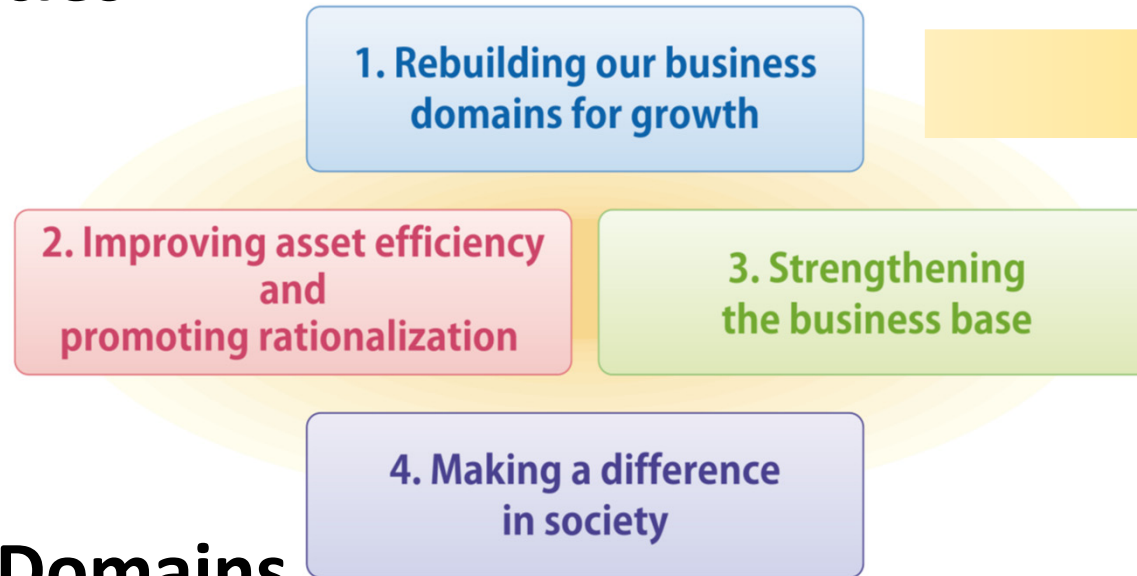 1. Rebuilding our business
domains for growth
2. Improving asset efficiency
and
promoting rationalization
3. Strengthening
the business base
4. Making a difference
in society
Domains